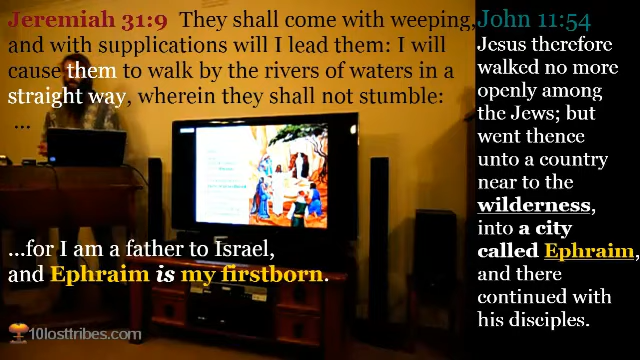 Jeremiah 31:9 They shall come with weeping,
and with supplications will I lead them: I will
cause them to walk by the rivers of waters in a
straight way, wherein they shall not stumble:
...
...for I am a father to Israel,
and Ephraim is my firstborn.
10losttribes.com
John 11:54
Jesus therefore
walked no more
openly among
the Jews; but
went thence
unto a country
near to the
wilderness,
into a city
called Ephraim,
and there
continued with
his disciples.